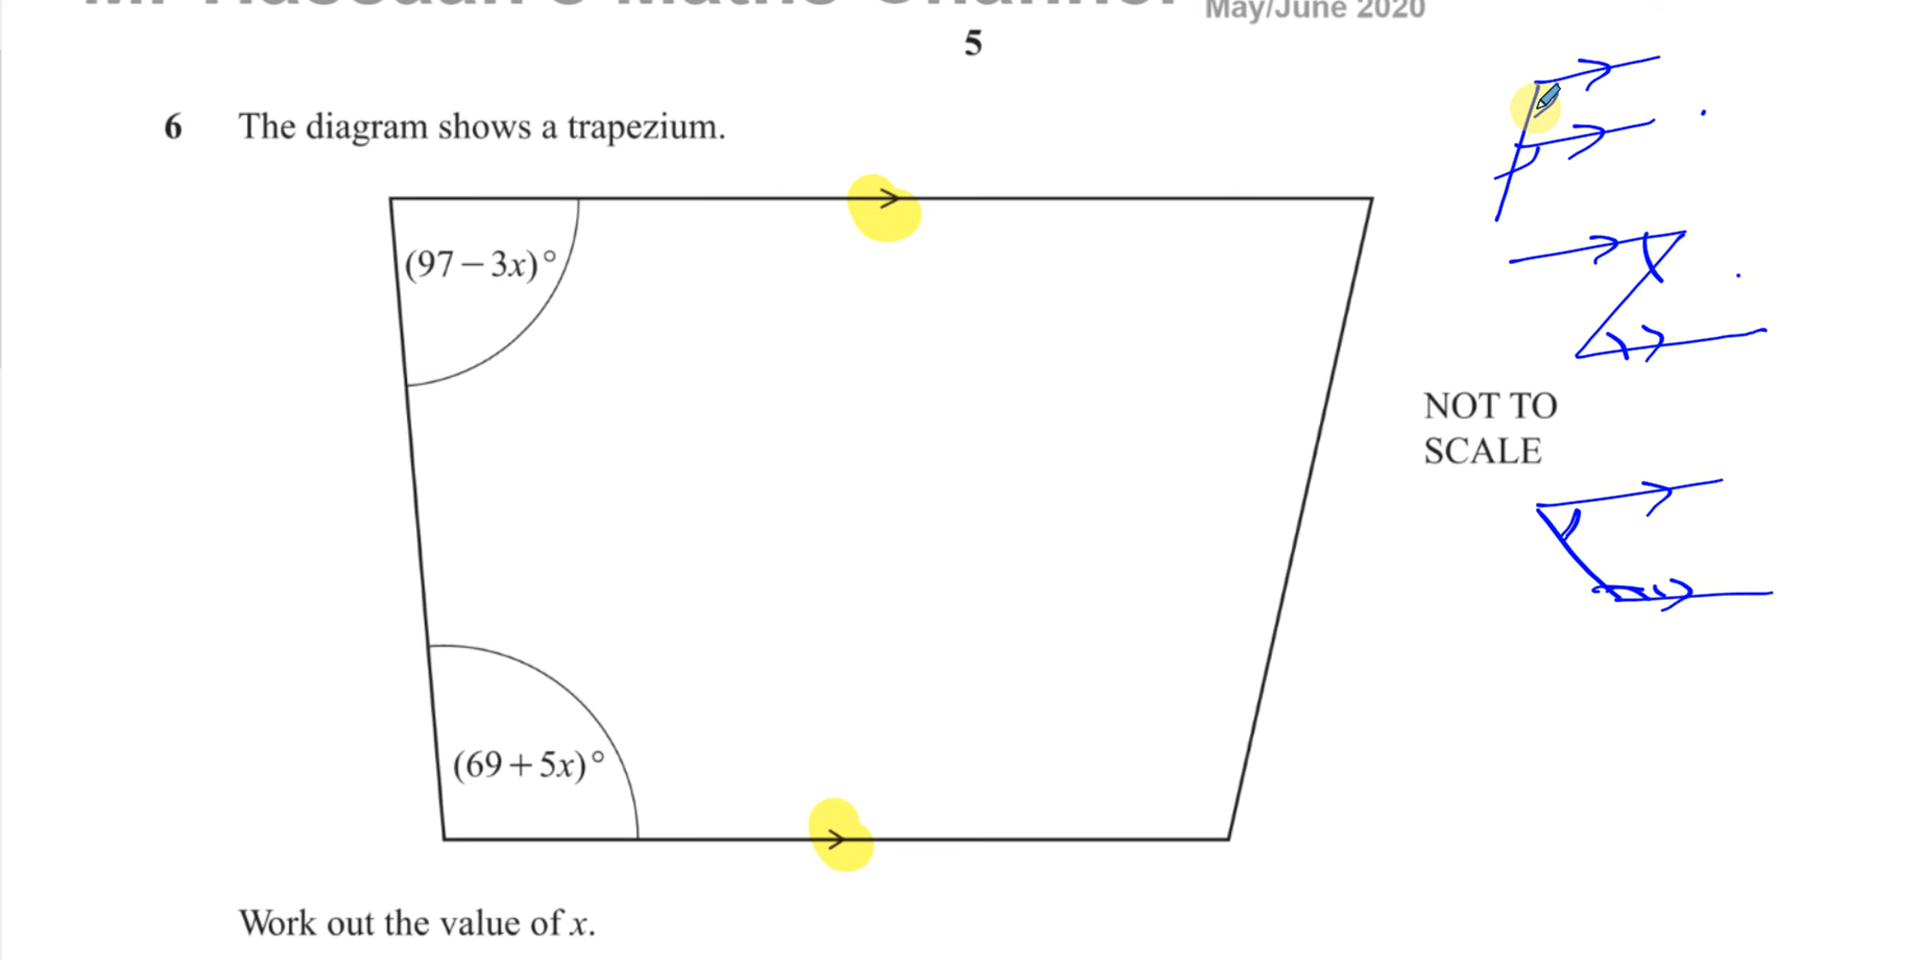 May/June 2020
5
6 The diagram shows a trapezium.
(97 – 3x)°
NOT TO
SCALE
(69 + 5x)°
Work out the value of x.